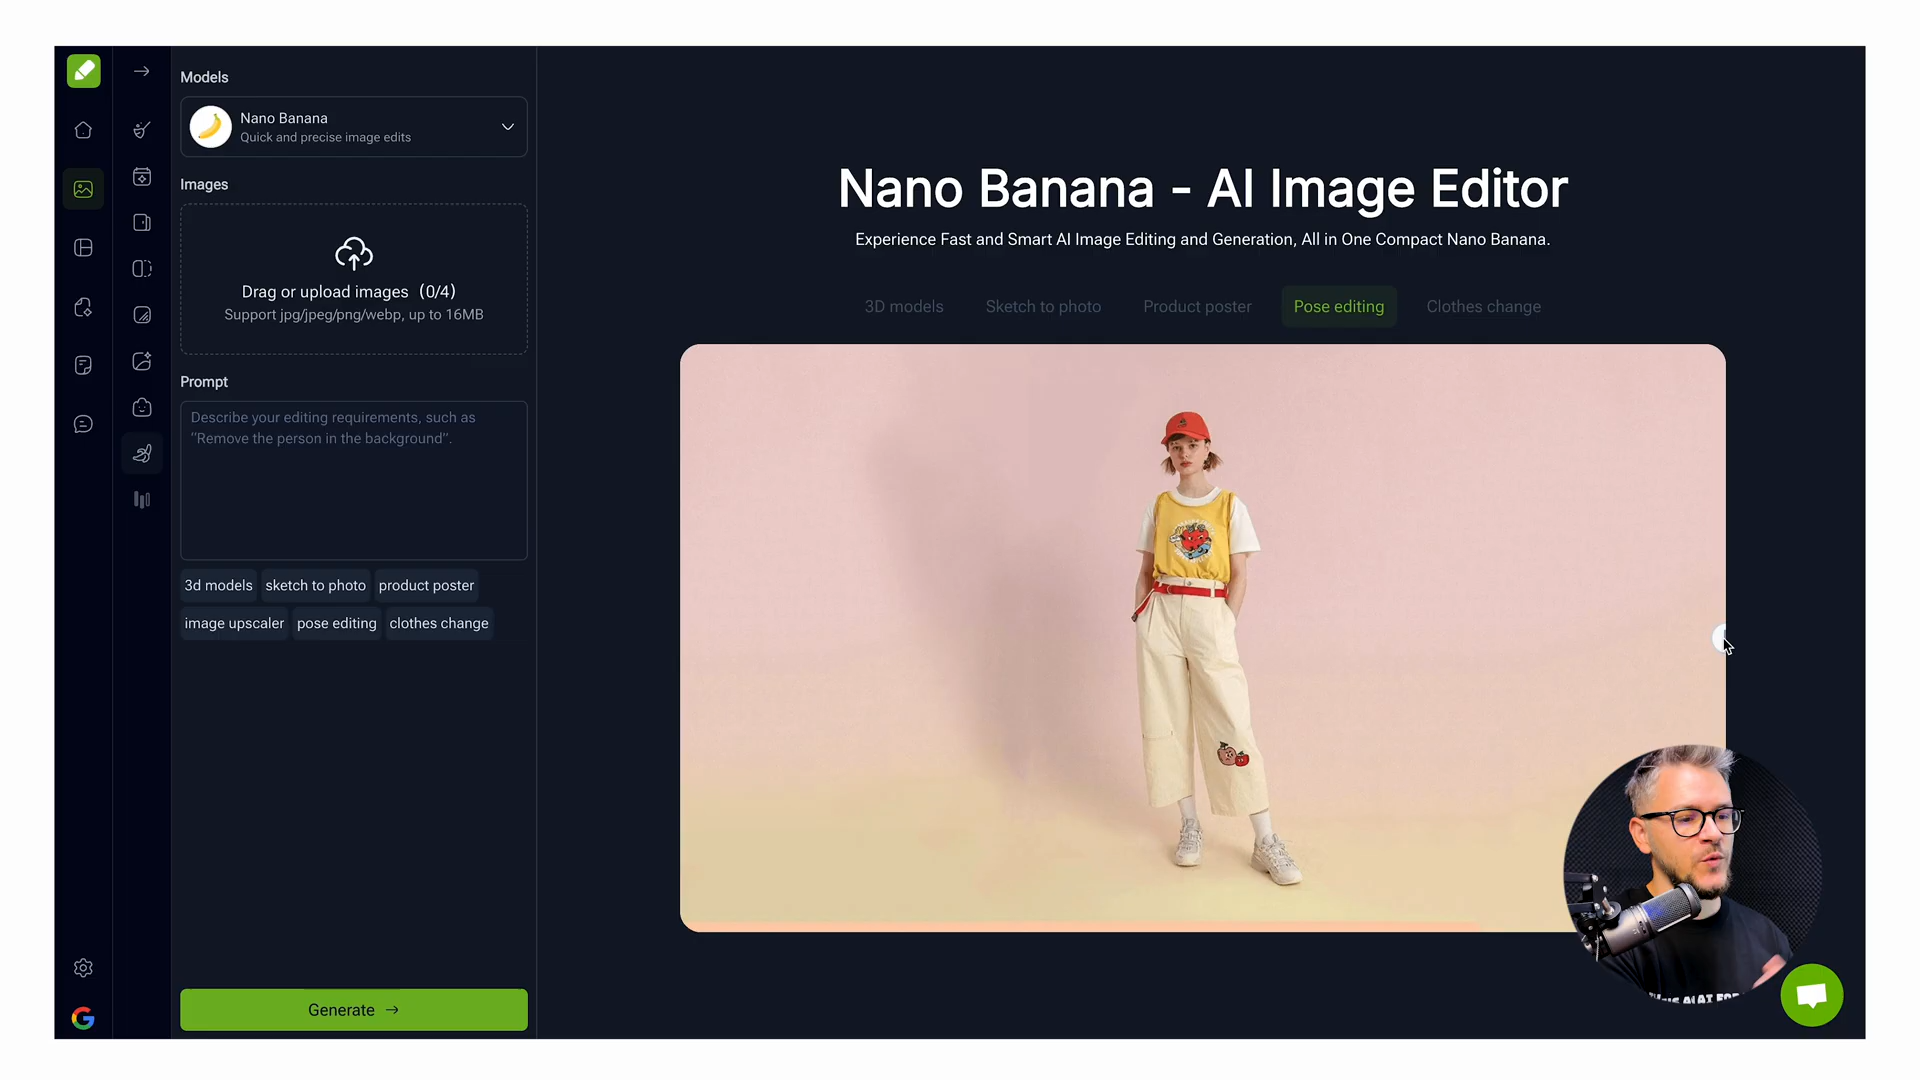 Models
Nano Banana
Quick and precise image edits
Images
Drag or upload images (0/4)
Support jpg/jpeg/png/webp, up to 16MB
Prompt
Describe your editing requirements, such as
"Remove the person in the background".
3d models sketch to photo product poster
image upscaler pose editing clothes change
Generate →
Nano Banana - AI Image Editor
Experience Fast and Smart AI Image Editing and Generation, All in One Compact Nano Banana.
3D models Sketch to photo Product poster Pose editing Clothes change